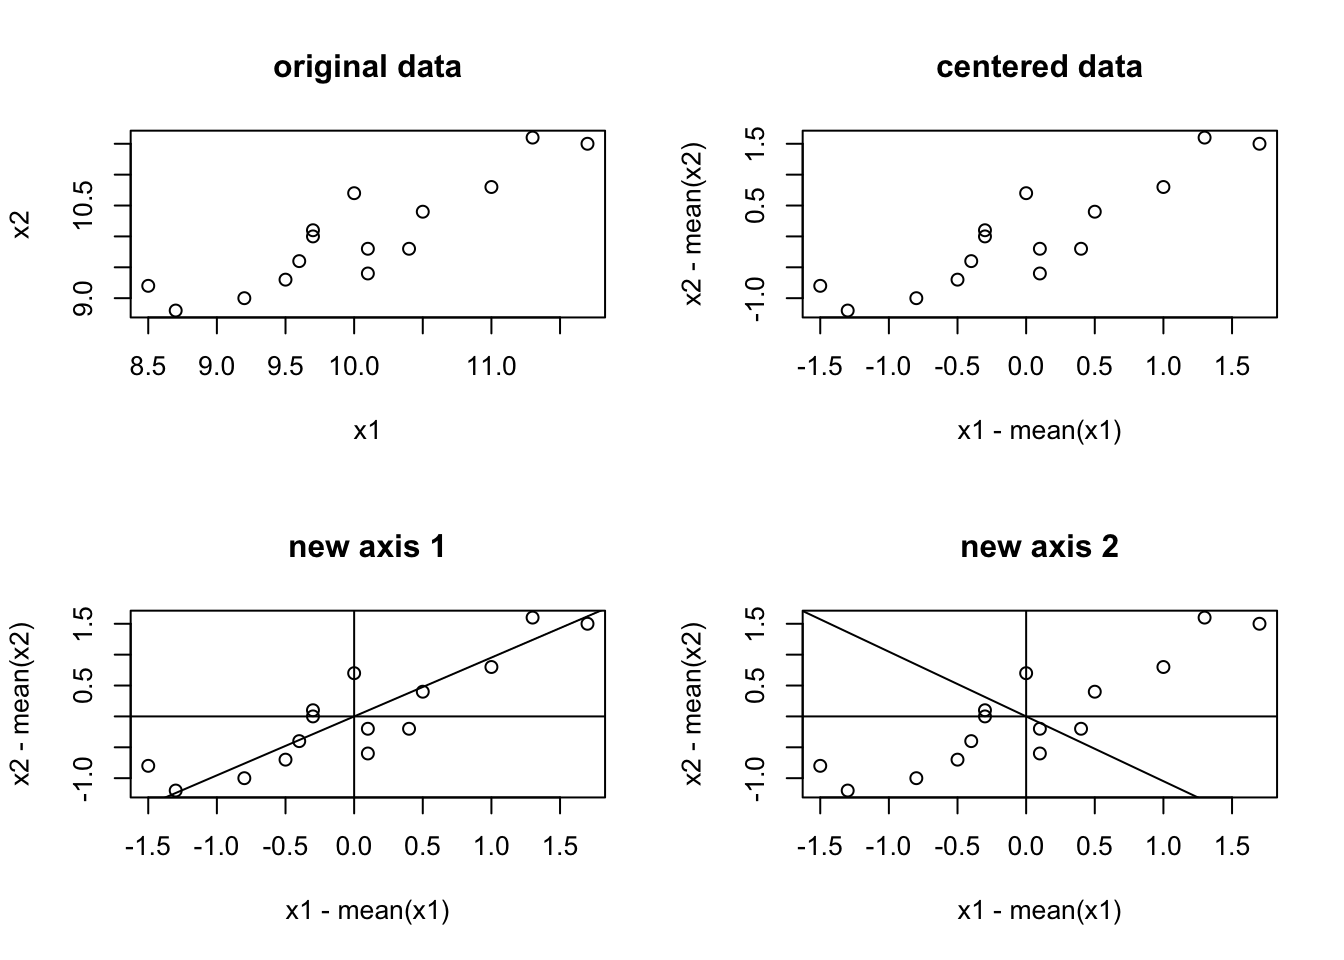 original data
x2
10.5
9.0
8.5 9.0 9.5 10.0 11.0
x1
centered data
x2 - mean(x2)
1.5
0.5
-1.0
-1.5 -1.0 -0.5 0.0 0.5 1.0 1.5
x1 - mean(x1)
new axis 1
x2 - mean(x2)
1.5
0.5
-1.0
-1.5 -1.0 -0.5 0.0 0.5 1.0 1.5
x1 - mean(x1)
new axis 2
x2 - mean(x2)
1.5
0.5
-1.0
-1.5 -1.0 -0.5 0.0 0.5 1.0 1.5
x1 - mean(x1)